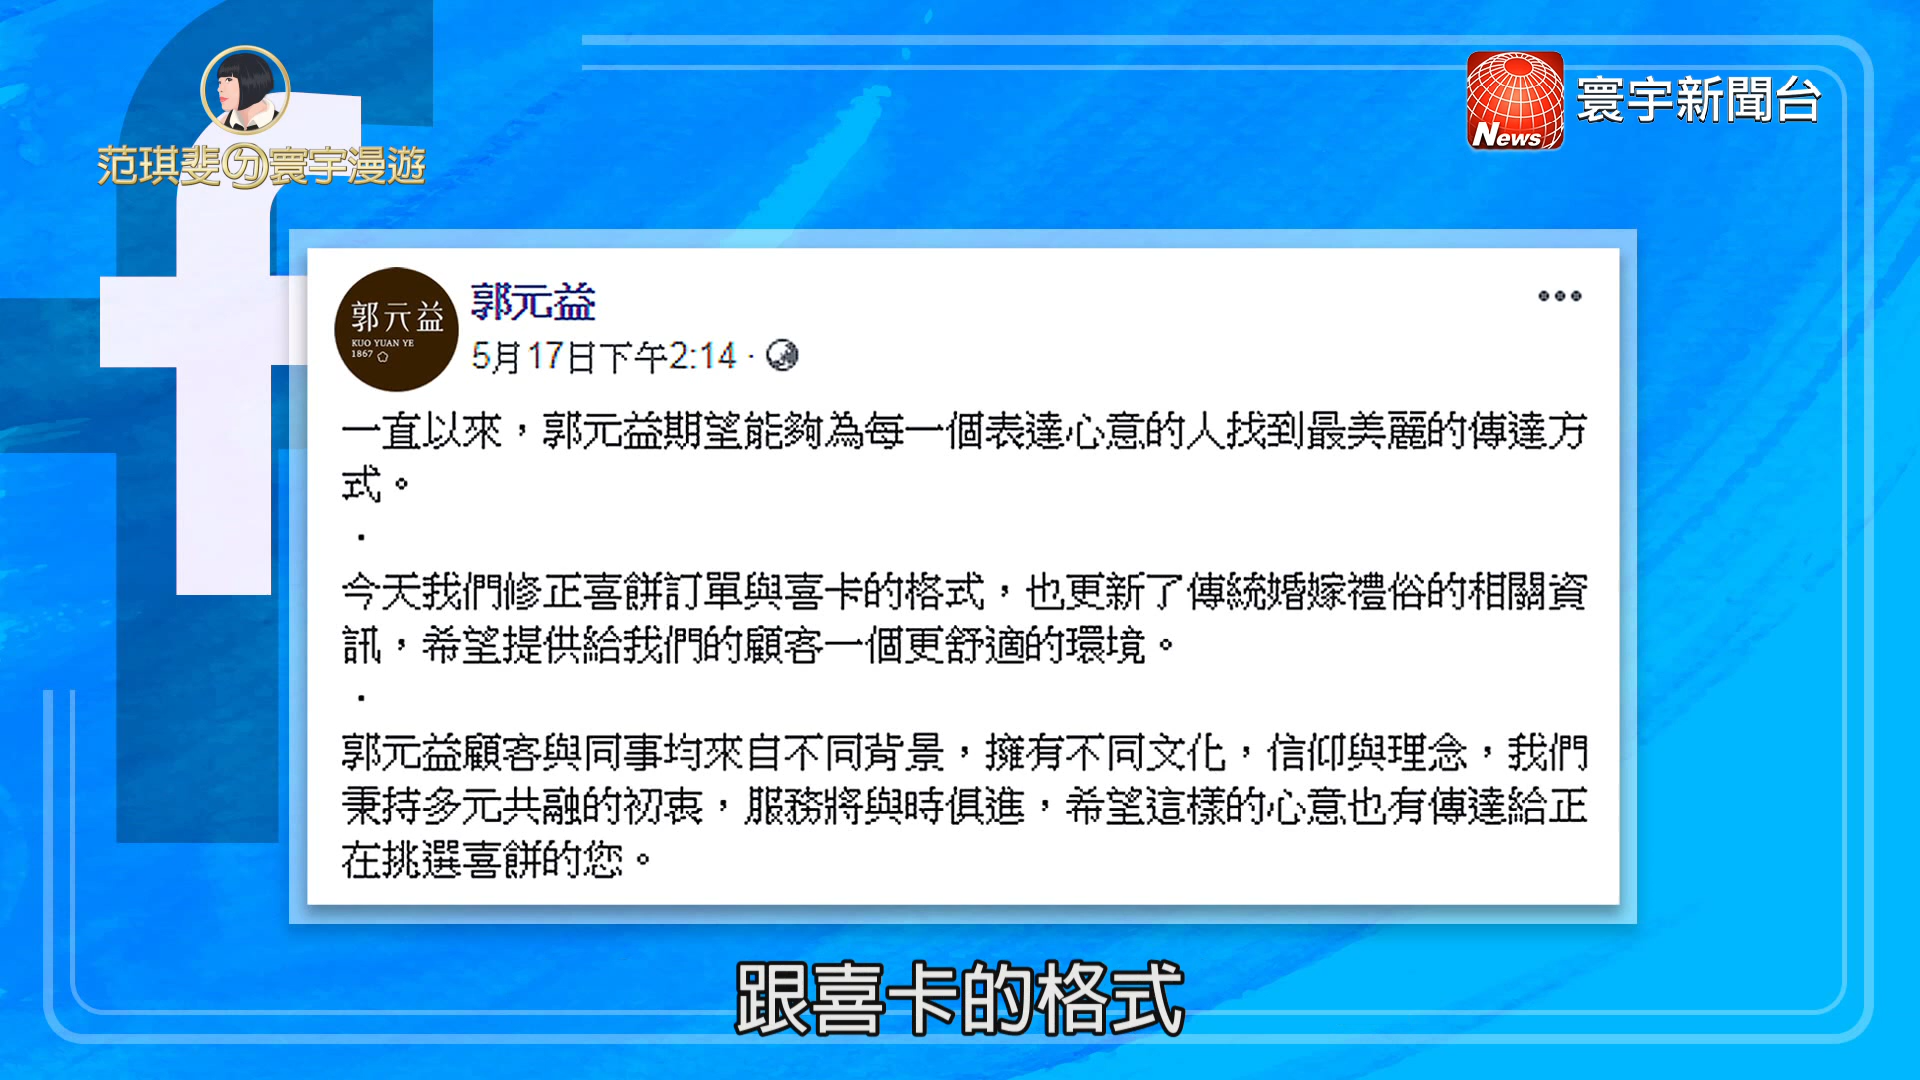 范琪斐ㄉ寰宇漫遊
News
寰宇新聞台
郭元益
KUO YUAN YE
1867
郭元益
5月17日下午2:14 ·
一直以來，郭元益期望能夠為每一個表達心意的人找到最美麗的傳達方
式。
.
今天我們修正喜餅訂單與喜卡的格式，也更新了傳統婚嫁禮俗的相關資
訊，希望提供給我們的顧客一個更舒適的環境。
.
郭元益顧客與同事均來自不同背景，擁有不同文化，信仰與理念，我們
秉持多元共融的初衷，服務將與時俱進，希望這樣的心意也有傳達給正
在挑選喜餅的您。
跟喜卡的格式